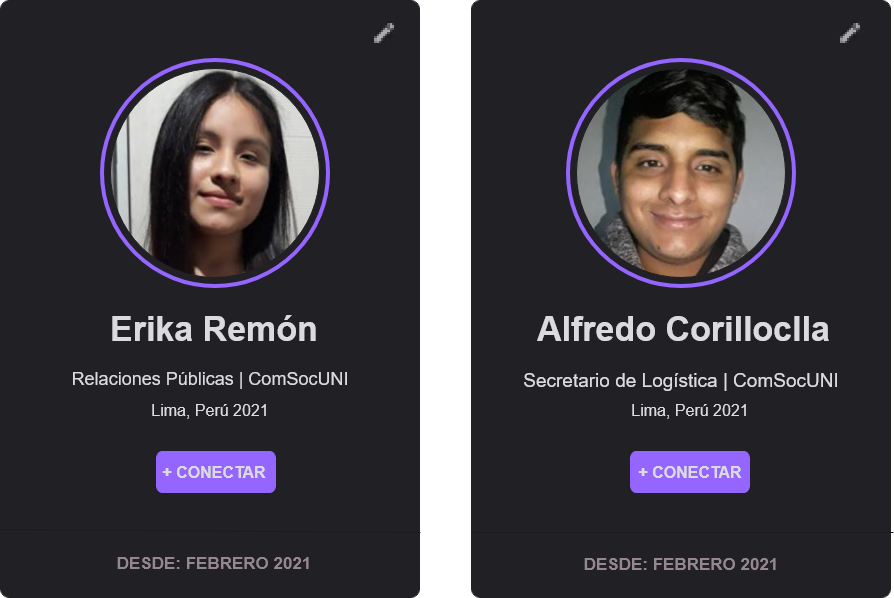 Erika Remón
Relaciones Públicas | ComSocUNI
Lima, Perú 2021
+ CONECTAR
DESDE: FEBRERO 2021
Alfredo Corilloclla
Secretario de Logística | ComSocUNI
Lima, Perú 2021
+ CONECTAR
DESDE: FEBRERO 2021